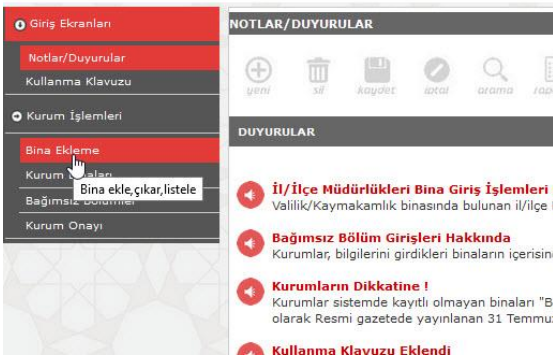 Giriş Ekranları
Notlar/Duyurular
Kullanma Klavuzu
Kurum İşlemleri
Bina Ekleme
Kurum
Bina ekle,çıkar,listele
Bağımsız Bölümler
Kurum Onayı
NOTLAR/DUYURULAR
yeni sil kaydet iptal arama
DUYURULAR
İl/İlçe Müdürlükleri Bina Giriş İşlemleri
Valilik/Kaymakamlık binasında bulunan il/ilçe
Bağımsız Bölüm Girişleri Hakkında
Kurumlar, bilgilerini girdikleri binaların
Kurumların Dikkatine !
Kurumlar sistemde kayıtlı olmayan binaları "B
olarak Resmi gazetede yayınlanan 31 Temmu
Kullanma Klavuzu Eklendi